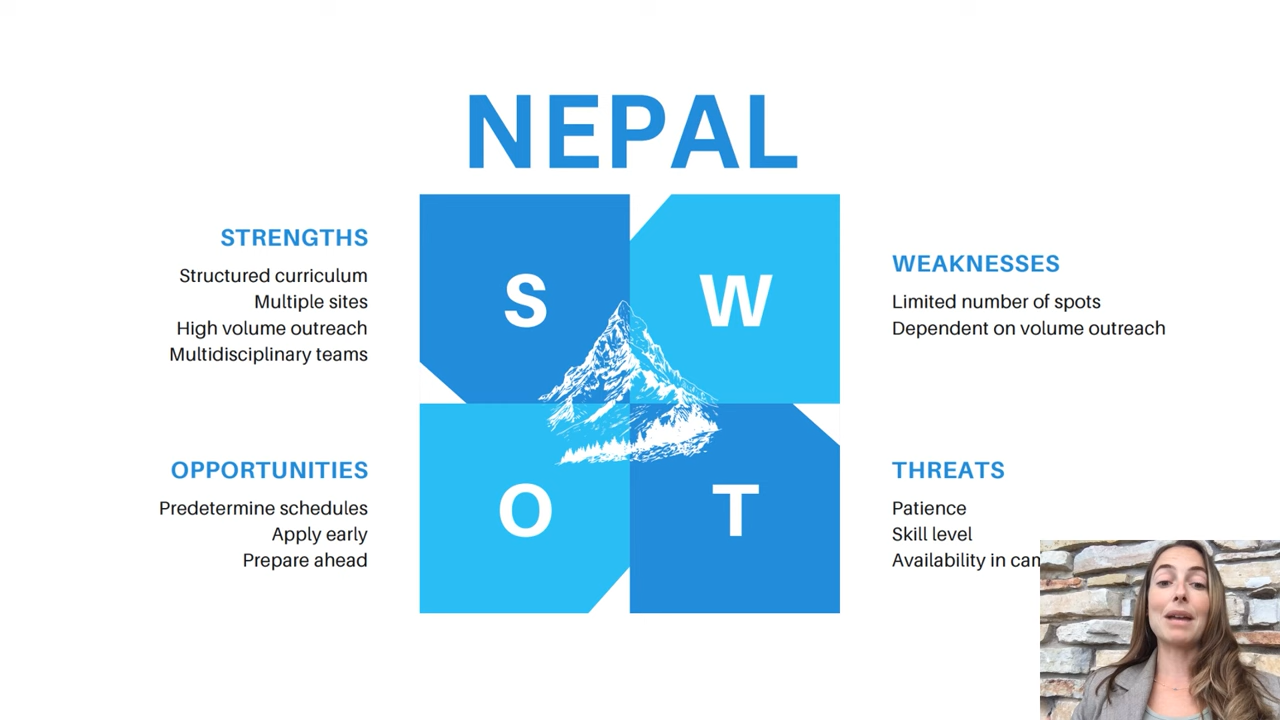 NEPAL
STRENGTHS
Structured curriculum
Multiple sites
High volume outreach
Multidisciplinary teams
S
W
WEAKNESSES
Limited number of spots
Dependent on volume outreach
OPPORTUNITIES
Predetermine schedules
Apply early
Prepare ahead
O
T
THREATS
Patience
Skill level
Availability in